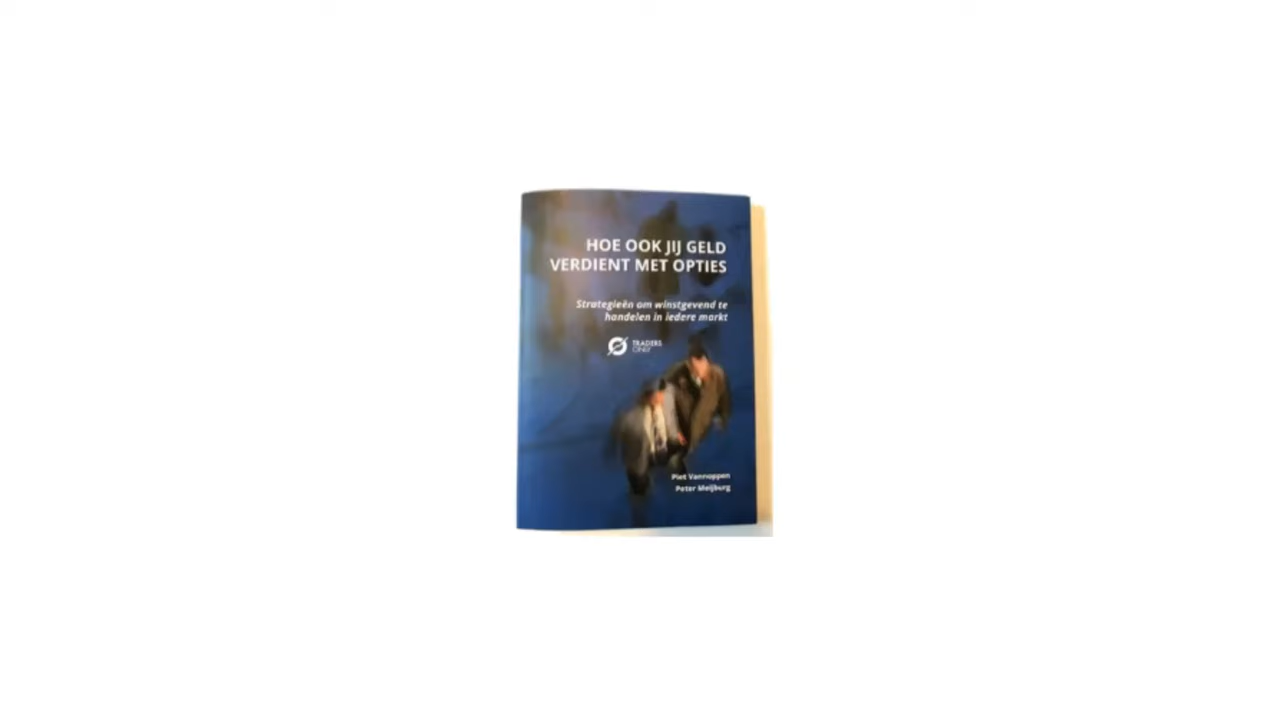 HOE OOK JIJ GELD
VERDIENT MET OPTIES
Strategieën om winstgevend te
handelen in iedere markt
TRADERS
ONLY
Piet Vannoppen
Peter Meijburg